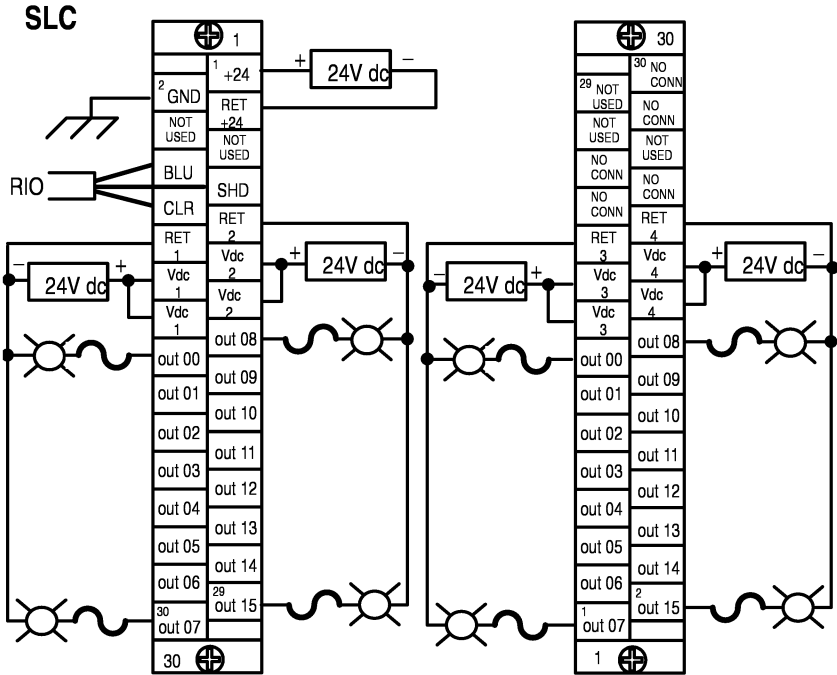 SLC
1
1 +24
2 GND
RET +24
NOT USED
NOT USED
BLU
SHD
CLR
RET 2
RET 1
Vdc 2
Vdc 1
Vdc 2
Vdc 1
out 08
out 00
out 09
out 01
out 10
out 02
out 11
out 03
out 12
out 04
out 13
out 05
out 14
out 06
29 out 15
30 out 07
30
+ 24V dc −
RIO
− 24V dc +
+ 24V dc −
30
30 NO CONN
29 NOT USED
NO CONN
NOT USED
NOT USED
NO CONN
NO CONN
NO CONN
RET 4
RET 3
Vdc 4
Vdc 3
Vdc 4
Vdc 3
out 08
out 00
out 09
out 01
out 10
out 02
out 11
out 03
out 12
out 04
out 13
out 05
out 14
out 06
2 out 15
1 out 07
1
− 24V dc +
+ 24V dc −